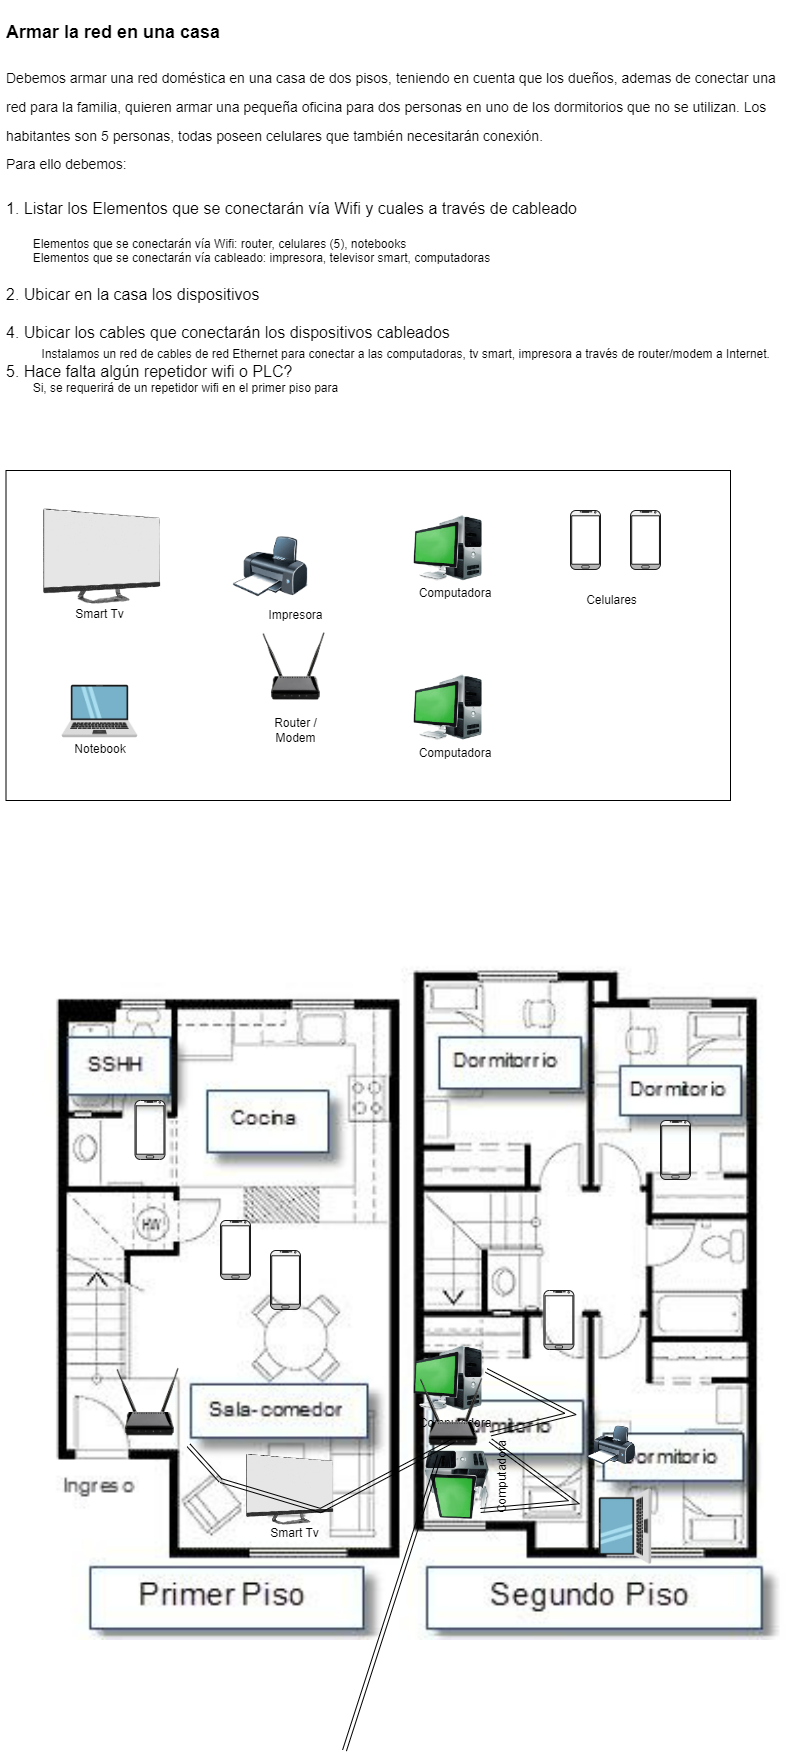 Armar la red en una casa
Debemos armar una red doméstica en una casa de dos pisos, teniendo en cuenta que los dueños, ademas de conectar una
red para la familia, quieren armar una pequeña oficina para dos personas en uno de los dormitorios que no se utilizan. Los
habitantes son 5 personas, todas poseen celulares que también necesitarán conexión.
Para ello debemos:
1. Listar los Elementos que se conectarán vía Wifi y cuales a través de cableado
Elementos que se conectarán vía Wifi: router, celulares (5), notebooks
Elementos que se conectarán vía cableado: impresora, televisor smart, computadoras
2. Ubicar en la casa los dispositivos
4. Ubicar los cables que conectarán los dispositivos cableados
Instalamos un red de cables de red Ethernet para conectar a las computadoras, tv smart, impresora a través de router/modem a Internet.
5. Hace falta algún repetidor wifi o PLC?
Si, se requerirá de un repetidor wifi en el primer piso para
Smart Tv
Impresora
Computadora
Celulares
Notebook
Router /
Modem
Computadora
SSHH
Cocina
HW
Sala-comedor
Ingreso
Smart Tv
Primer Piso
Dormitorrio
Dormitorio
Computadora
Dormitorio
Computadora
Dormitorio
Segundo Piso